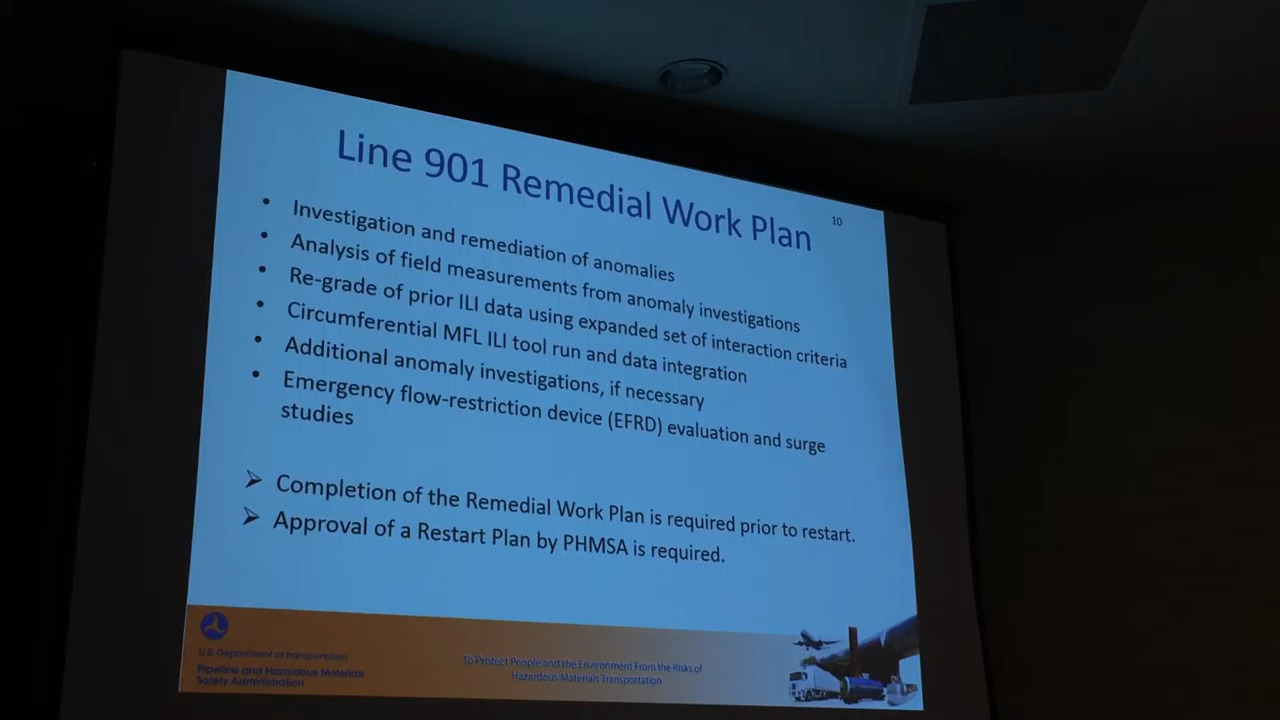 Line 901 Remedial Work Plan
10
• Investigation and remediation of anomalies
• Analysis of field measurements from anomaly investigations
• Re-grade of prior ILI data using expanded set of interaction criteria
• Circumferential MFL ILI tool run and data integration
• Additional anomaly investigations, if necessary
• Emergency flow-restriction device (EFRD) evaluation and surge
studies
➢ Completion of the Remedial Work Plan is required prior to restart.
➢ Approval of a Restart Plan by PHMSA is required.
U.S. Department of Transportation
Pipeline and Hazardous Materials
Safety Administration
To Protect People and the Environment From the Risks of
Hazardous Materials Transportation